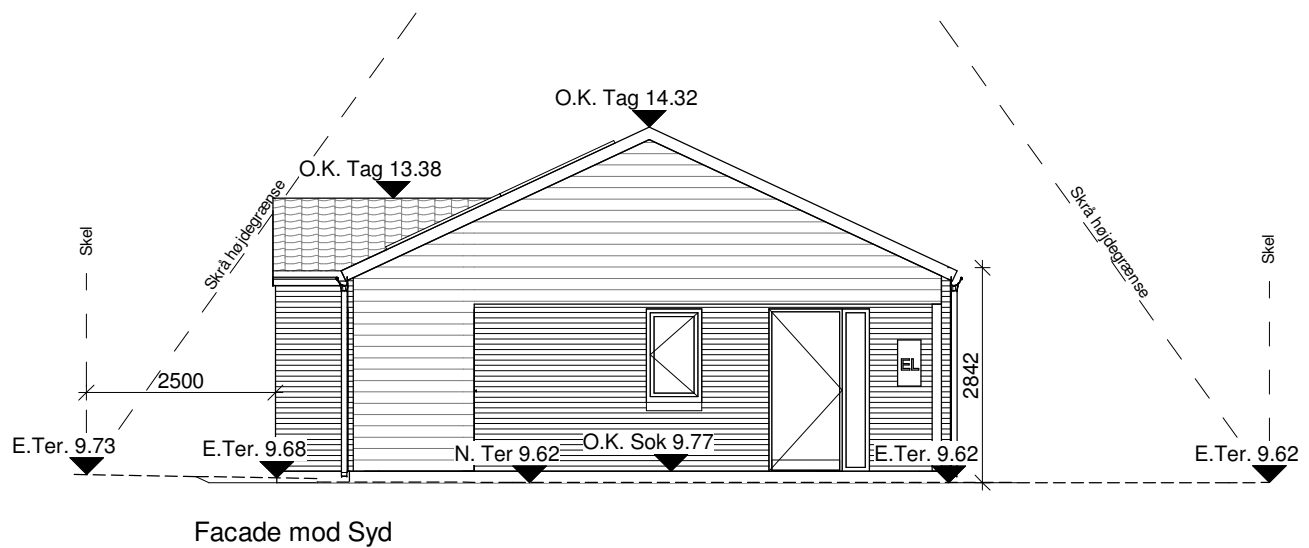 O.K. Tag 14.32
O.K. Tag 13.38
Skrå højdegrænse
Skrå højdegrænse
Skel
Skel
2500
EL
2842
E.Ter. 9.73
E.Ter. 9.68
N. Ter 9.62
O.K. Sok 9.77
E.Ter. 9.62
E.Ter. 9.62
Facade mod Syd